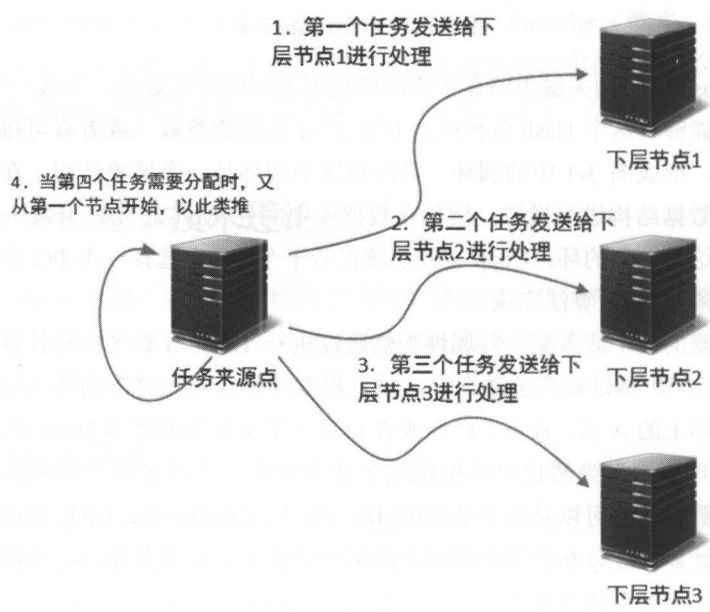 1. 第一个任务发送给下
层节点1进行处理
下层节点1
4. 当第四个任务需要分配时，又
从第一个节点开始，以此类推
2. 第二个任务发送给下
层节点2进行处理
任务来源点
下层节点2
3. 第三个任务发送给下
层节点3进行处理
下层节点3